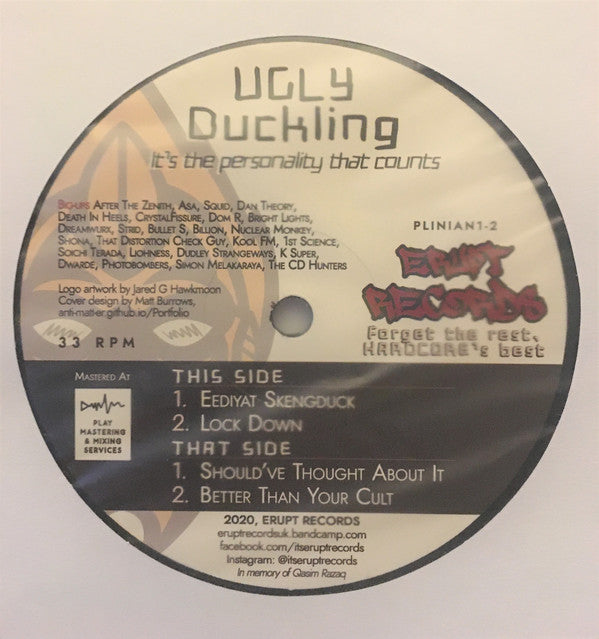 UGLY
Duckling
It's the personality that counts
Big-ups After The Zenith, Asa, Squid, Dan Theory,
Death In Heels, CrystalFissure, Dom R, Bright Lights,
Dreamwurx, Strid, Bullet S, Billion, Nuclear Monkey,
Shona, That Distortion Check Guy, Kool FM, 1st Science,
Soichi Terada, Liohness, Dudley Strangeways, K Super,
Dwarde, Photobombers, Simon Melakaraya, The CD Hunters
Logo artwork by Jared G Hawkmoon
Cover design by Matt Burrows,
anti-matt-er.github.io/Portfolio
33 RPM
PLINIAN1-2
ERUPT
RECORDS
Forget the rest,
HARDCORE's best
Mastered At
PLAY
MASTERING
& MIXING
SERVICES
THIS SIDE
1. Eediyat Skengduck
2. Lock Down
THAT SIDE
1. Should've Thought About It
2. Better Than Your Cult
2020, ERUPT RECORDS
eruptrecordsuk.bandcamp.com
facebook.com/itseruptrecords
Instagram: @itseruptrecords
In memory of Qasim Razaq